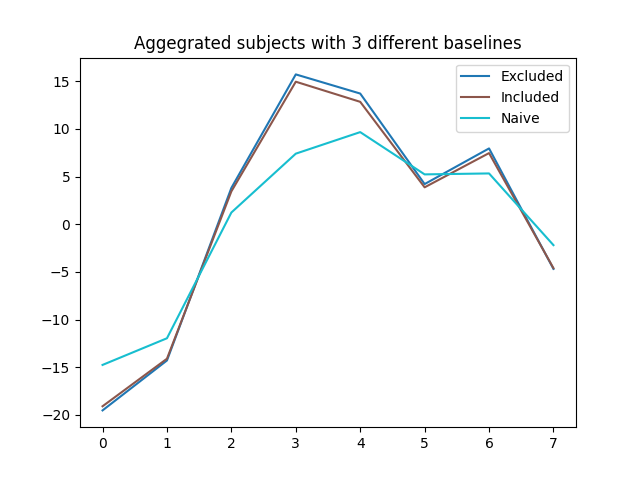 Aggegrated subjects with 3 different baselines
Excluded
Included
Naive
15
10
5
0
−5
−10
−15
−20
0 1 2 3 4 5 6 7